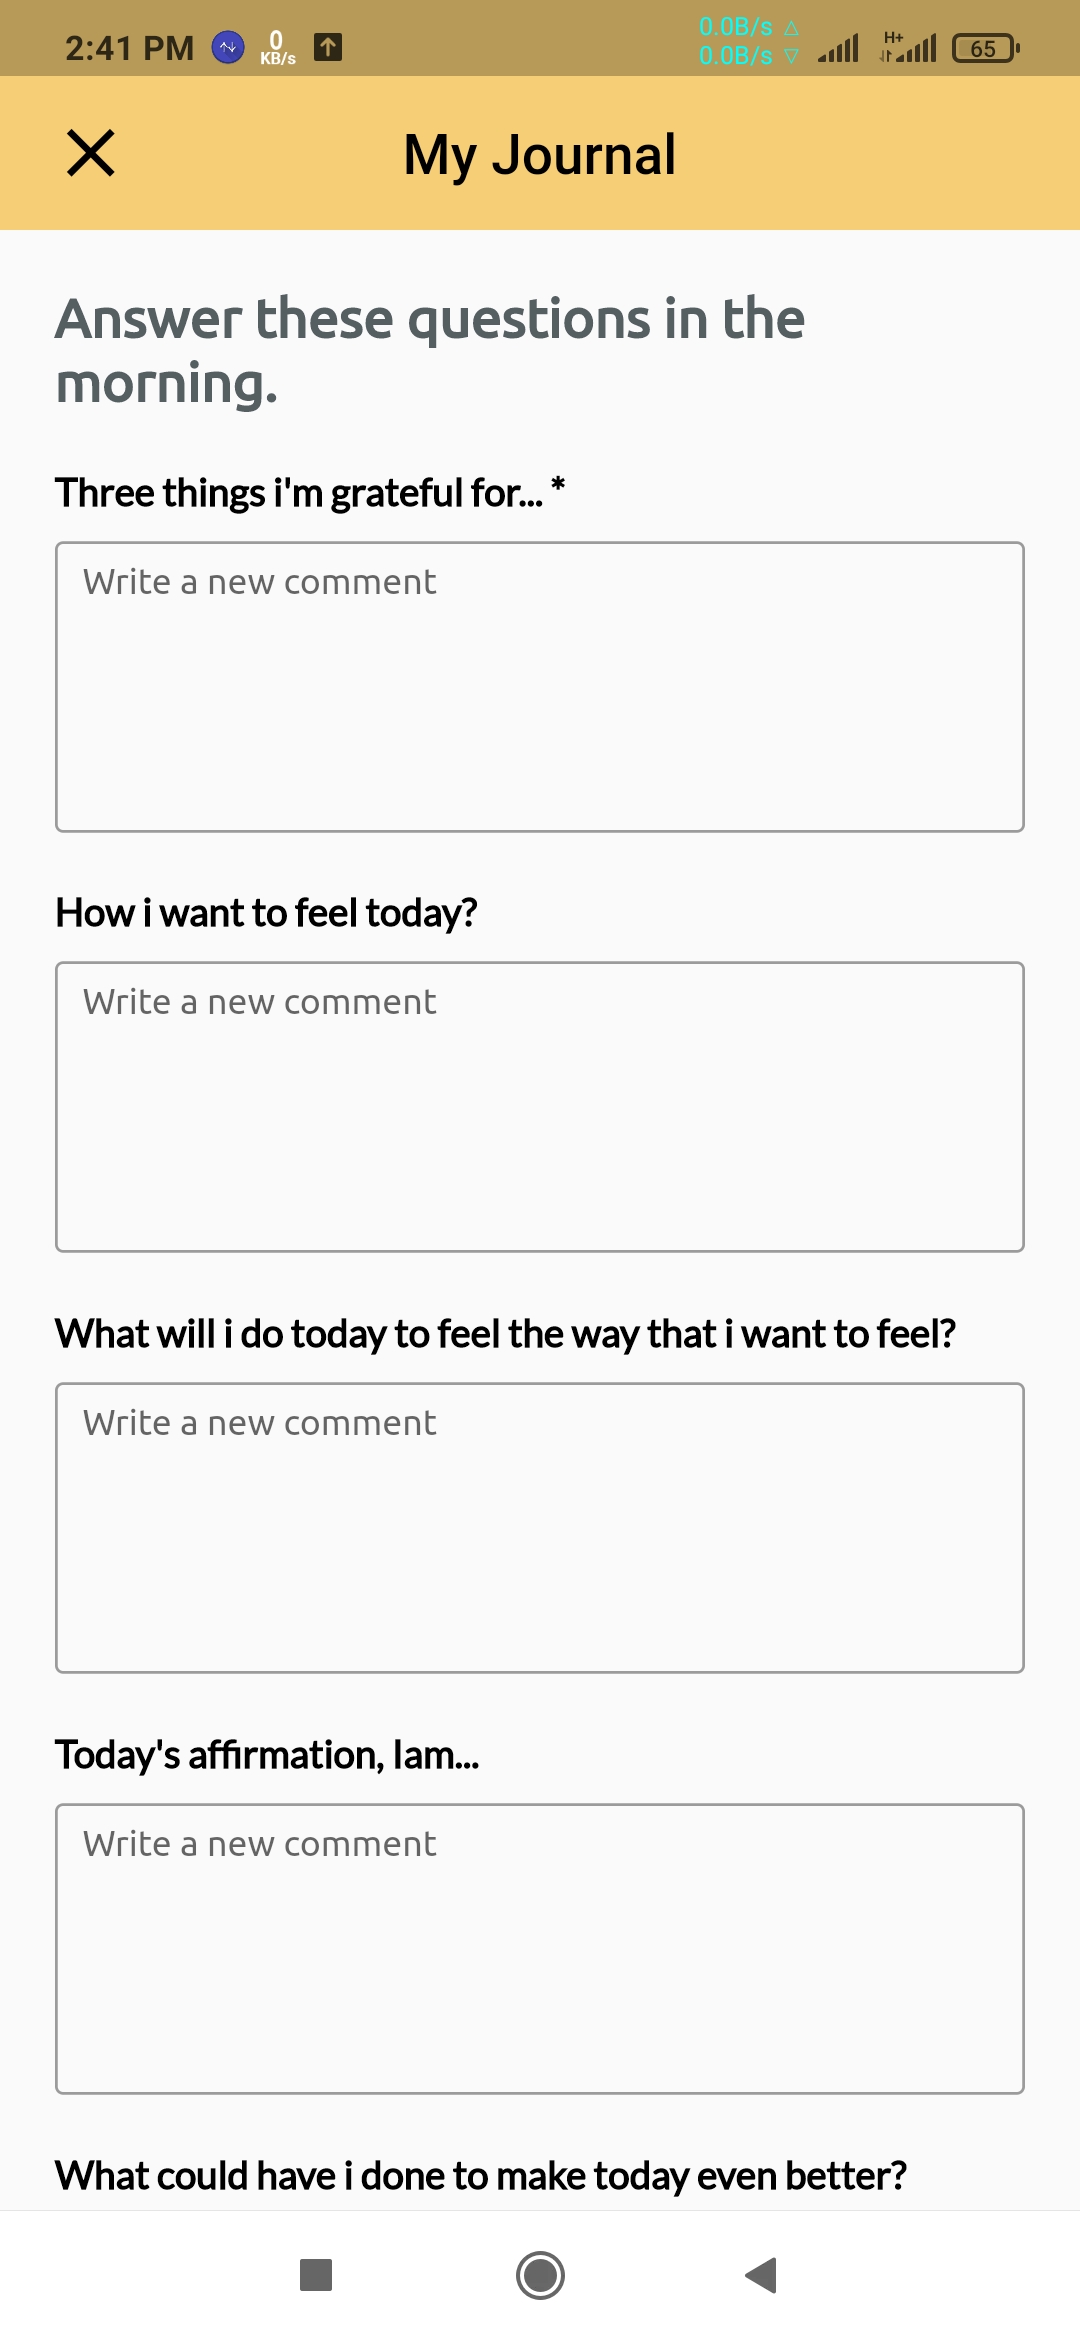 2:41 PM 0 KB/s 0.0B/s △ 0.0B/s ▽ H+ 65
My Journal
Answer these questions in the
morning.
Three things i'm grateful for... *
Write a new comment
How i want to feel today?
Write a new comment
What will i do today to feel the way that i want to feel?
Write a new comment
Today's affirmation, Iam...
Write a new comment
What could have i done to make today even better?